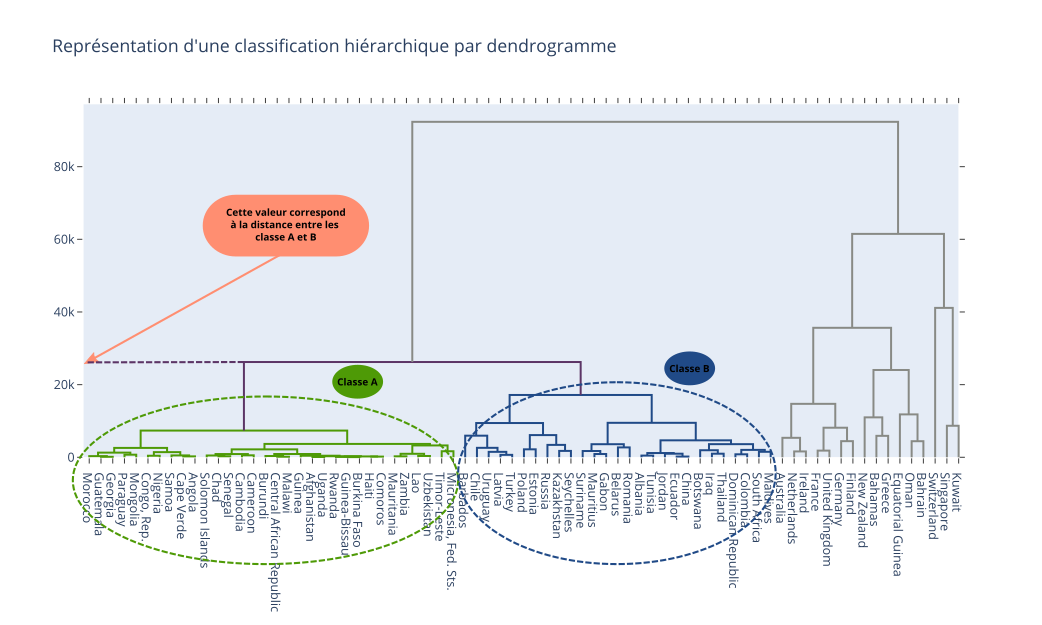 Représentation d'une classification hiérarchique par dendrogramme
80k
60k
40k
20k
0
Cette valeur correspond
à la distance entre les
classe A et B
Classe A
Classe B
Morocco
Guatemala
Georgia
Paraguay
Mongolia
Congo, Rep.
Nigeria
Samoa
Cape Verde
Angola
Solomon Islands
Chad
Senegal
Cambodia
Cameroon
Burundi
Central African Republic
Malawi
Guinea
Afghanistan
Uganda
Rwanda
Guinea-Bissau
Burkina Faso
Haiti
Comoros
Mauritania
Zambia
Lao
Uzbekistan
Timor-Leste
Micronesia, Fed. Sts.
Barbados
Chile
Uruguay
Latvia
Turkey
Poland
Estonia
Russia
Kazakhstan
Seychelles
Suriname
Mauritius
Gabon
Belarus
Romania
Albania
Tunisia
Jordan
Ecuador
China
Botswana
Iraq
Thailand
Dominican Republic
Colombia
South Africa
Maldives
Australia
Netherlands
Ireland
France
United Kingdom
Germany
Finland
New Zealand
Bahamas
Greece
Equatorial Guinea
Oman
Bahrain
Switzerland
Singapore
Kuwait